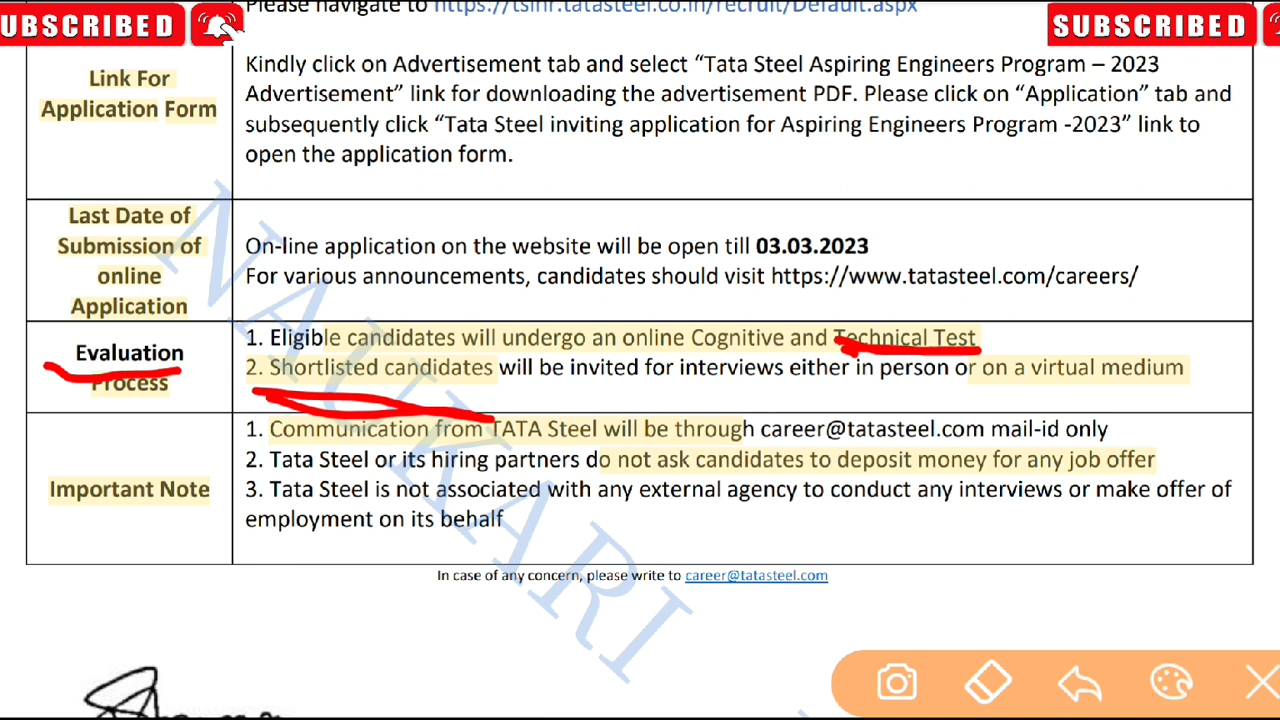 Please navigate to https://tslhr.tatasteel.co.in/recruit/Default.aspx
SUBSCRIBED
SUBSCRIBED
Link For
Application Form
Kindly click on Advertisement tab and select “Tata Steel Aspiring Engineers Program – 2023
Advertisement” link for downloading the advertisement PDF. Please click on “Application” tab and
subsequently click “Tata Steel inviting application for Aspiring Engineers Program -2023” link to
open the application form.
Last Date of
Submission of
online
Application
On-line application on the website will be open till 03.03.2023
For various announcements, candidates should visit https://www.tatasteel.com/careers/
Evaluation
Process
1. Eligible candidates will undergo an online Cognitive and Technical Test
2. Shortlisted candidates will be invited for interviews either in person or on a virtual medium
Important Note
1. Communication from TATA Steel will be through career@tatasteel.com mail-id only
2. Tata Steel or its hiring partners do not ask candidates to deposit money for any job offer
3. Tata Steel is not associated with any external agency to conduct any interviews or make offer of
employment on its behalf
In case of any concern, please write to career@tatasteel.com
NAUKARI